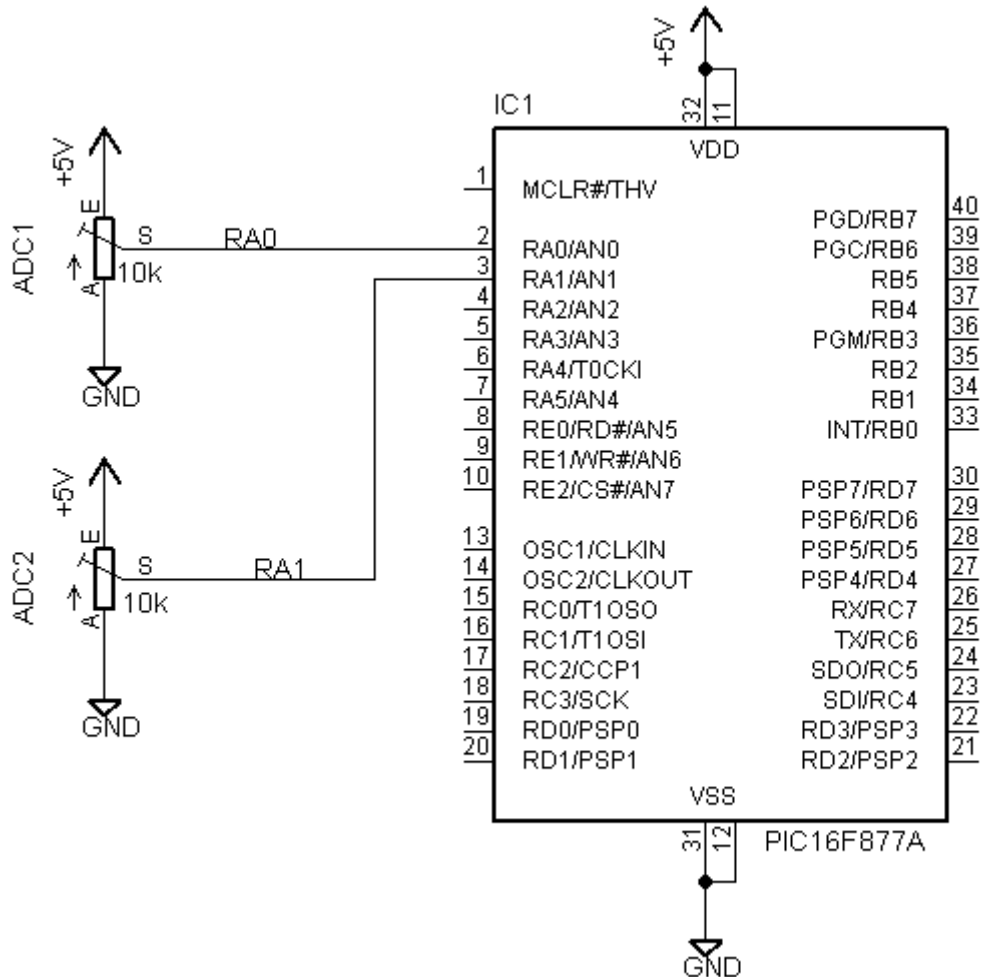 +5V
IC1
32
11
VDD
+5V
E
ADC1
S
10k
A
GND
RA0
+5V
E
ADC2
S
10k
A
GND
RA1
1 MCLR#/THV
2 RA0/AN0
3 RA1/AN1
4 RA2/AN2
5 RA3/AN3
6 RA4/T0CKI
7 RA5/AN4
8 RE0/RD#/AN5
9 RE1/WR#/AN6
10 RE2/CS#/AN7
13 OSC1/CLKIN
14 OSC2/CLKOUT
15 RC0/T1OSO
16 RC1/T1OSI
17 RC2/CCP1
18 RC3/SCK
19 RD0/PSP0
20 RD1/PSP1
PGD/RB7 40
PGC/RB6 39
RB5 38
RB4 37
PGM/RB3 36
RB2 35
RB1 34
INT/RB0 33
PSP7/RD7 30
PSP6/RD6 29
PSP5/RD5 28
PSP4/RD4 27
RX/RC7 26
TX/RC6 25
SDO/RC5 24
SDI/RC4 23
RD3/PSP3 22
RD2/PSP2 21
VSS
31
12
PIC16F877A
GND